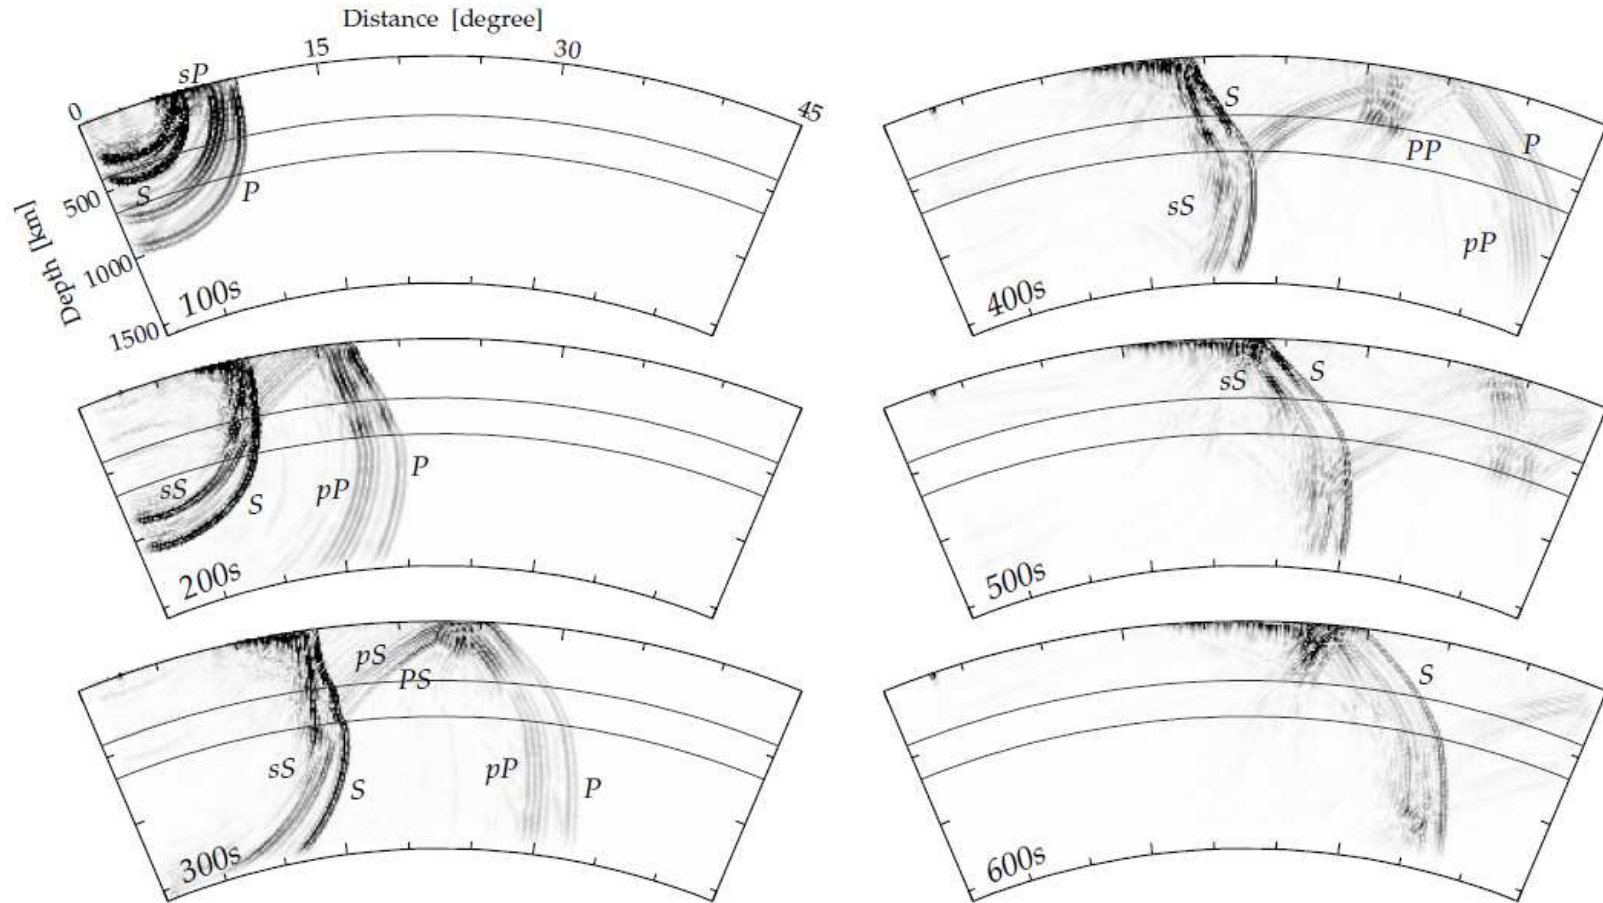 Distance [degree]
0
15
30
45
Depth [km]
500
1000
1500
sP
S
P
100s
sS
S
pP
P
200s
pS
PS
sS
S
pP
P
300s
S
PP
P
sS
pP
400s
sS
S
500s
S
600s